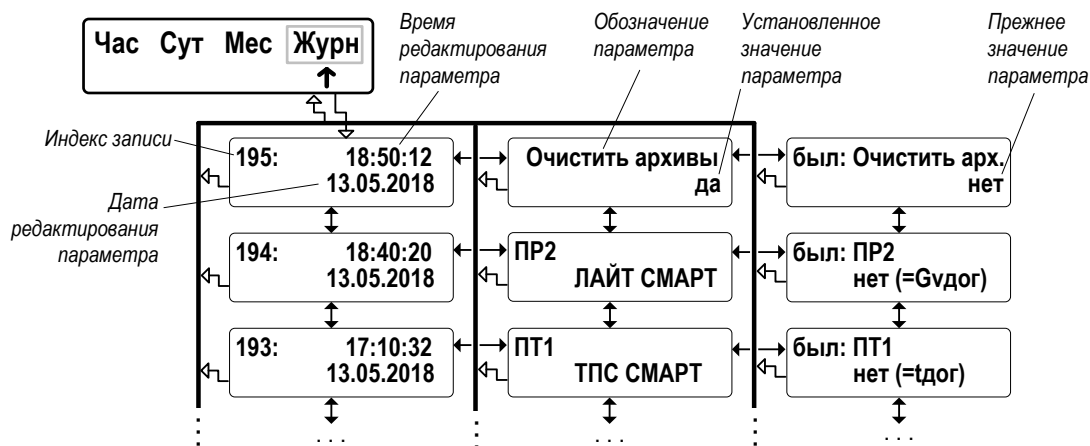 Час Сут Мес Журн
Время
редактирования
параметра
Обозначение
параметра
Установленное
значение
параметра
Прежнее
значение
параметра
Индекс записи
Дата
редактирования
параметра
195: 18:50:12
13.05.2018
Очистить архивы
да
был: Очистить арх.
нет
194: 18:40:20
13.05.2018
ПР2
ЛАЙТ СМАРТ
был: ПР2
нет (=Gvдог)
193: 17:10:32
13.05.2018
ПТ1
ТПС СМАРТ
был: ПТ1
нет (=tдог)
. . . . . . . . .